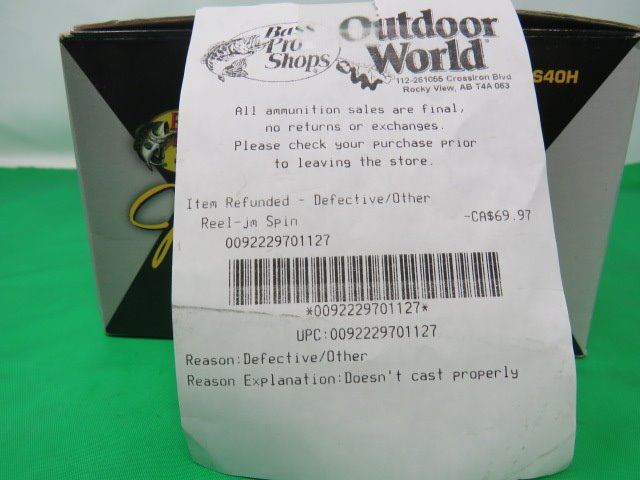 Bass Pro Shops
Outdoor World
112-261055 CrossIron Blvd
Rocky View, AB T4A 063
S40H
All ammunition sales are final,
no returns or exchanges.
Please check your purchase prior
to leaving the store.
Item Refunded - Defective/Other
Reel-jm Spin -CA$69.97
0092229701127
*0092229701127*
UPC:0092229701127
Reason:Defective/Other
Reason Explanation:Doesn't cast properly